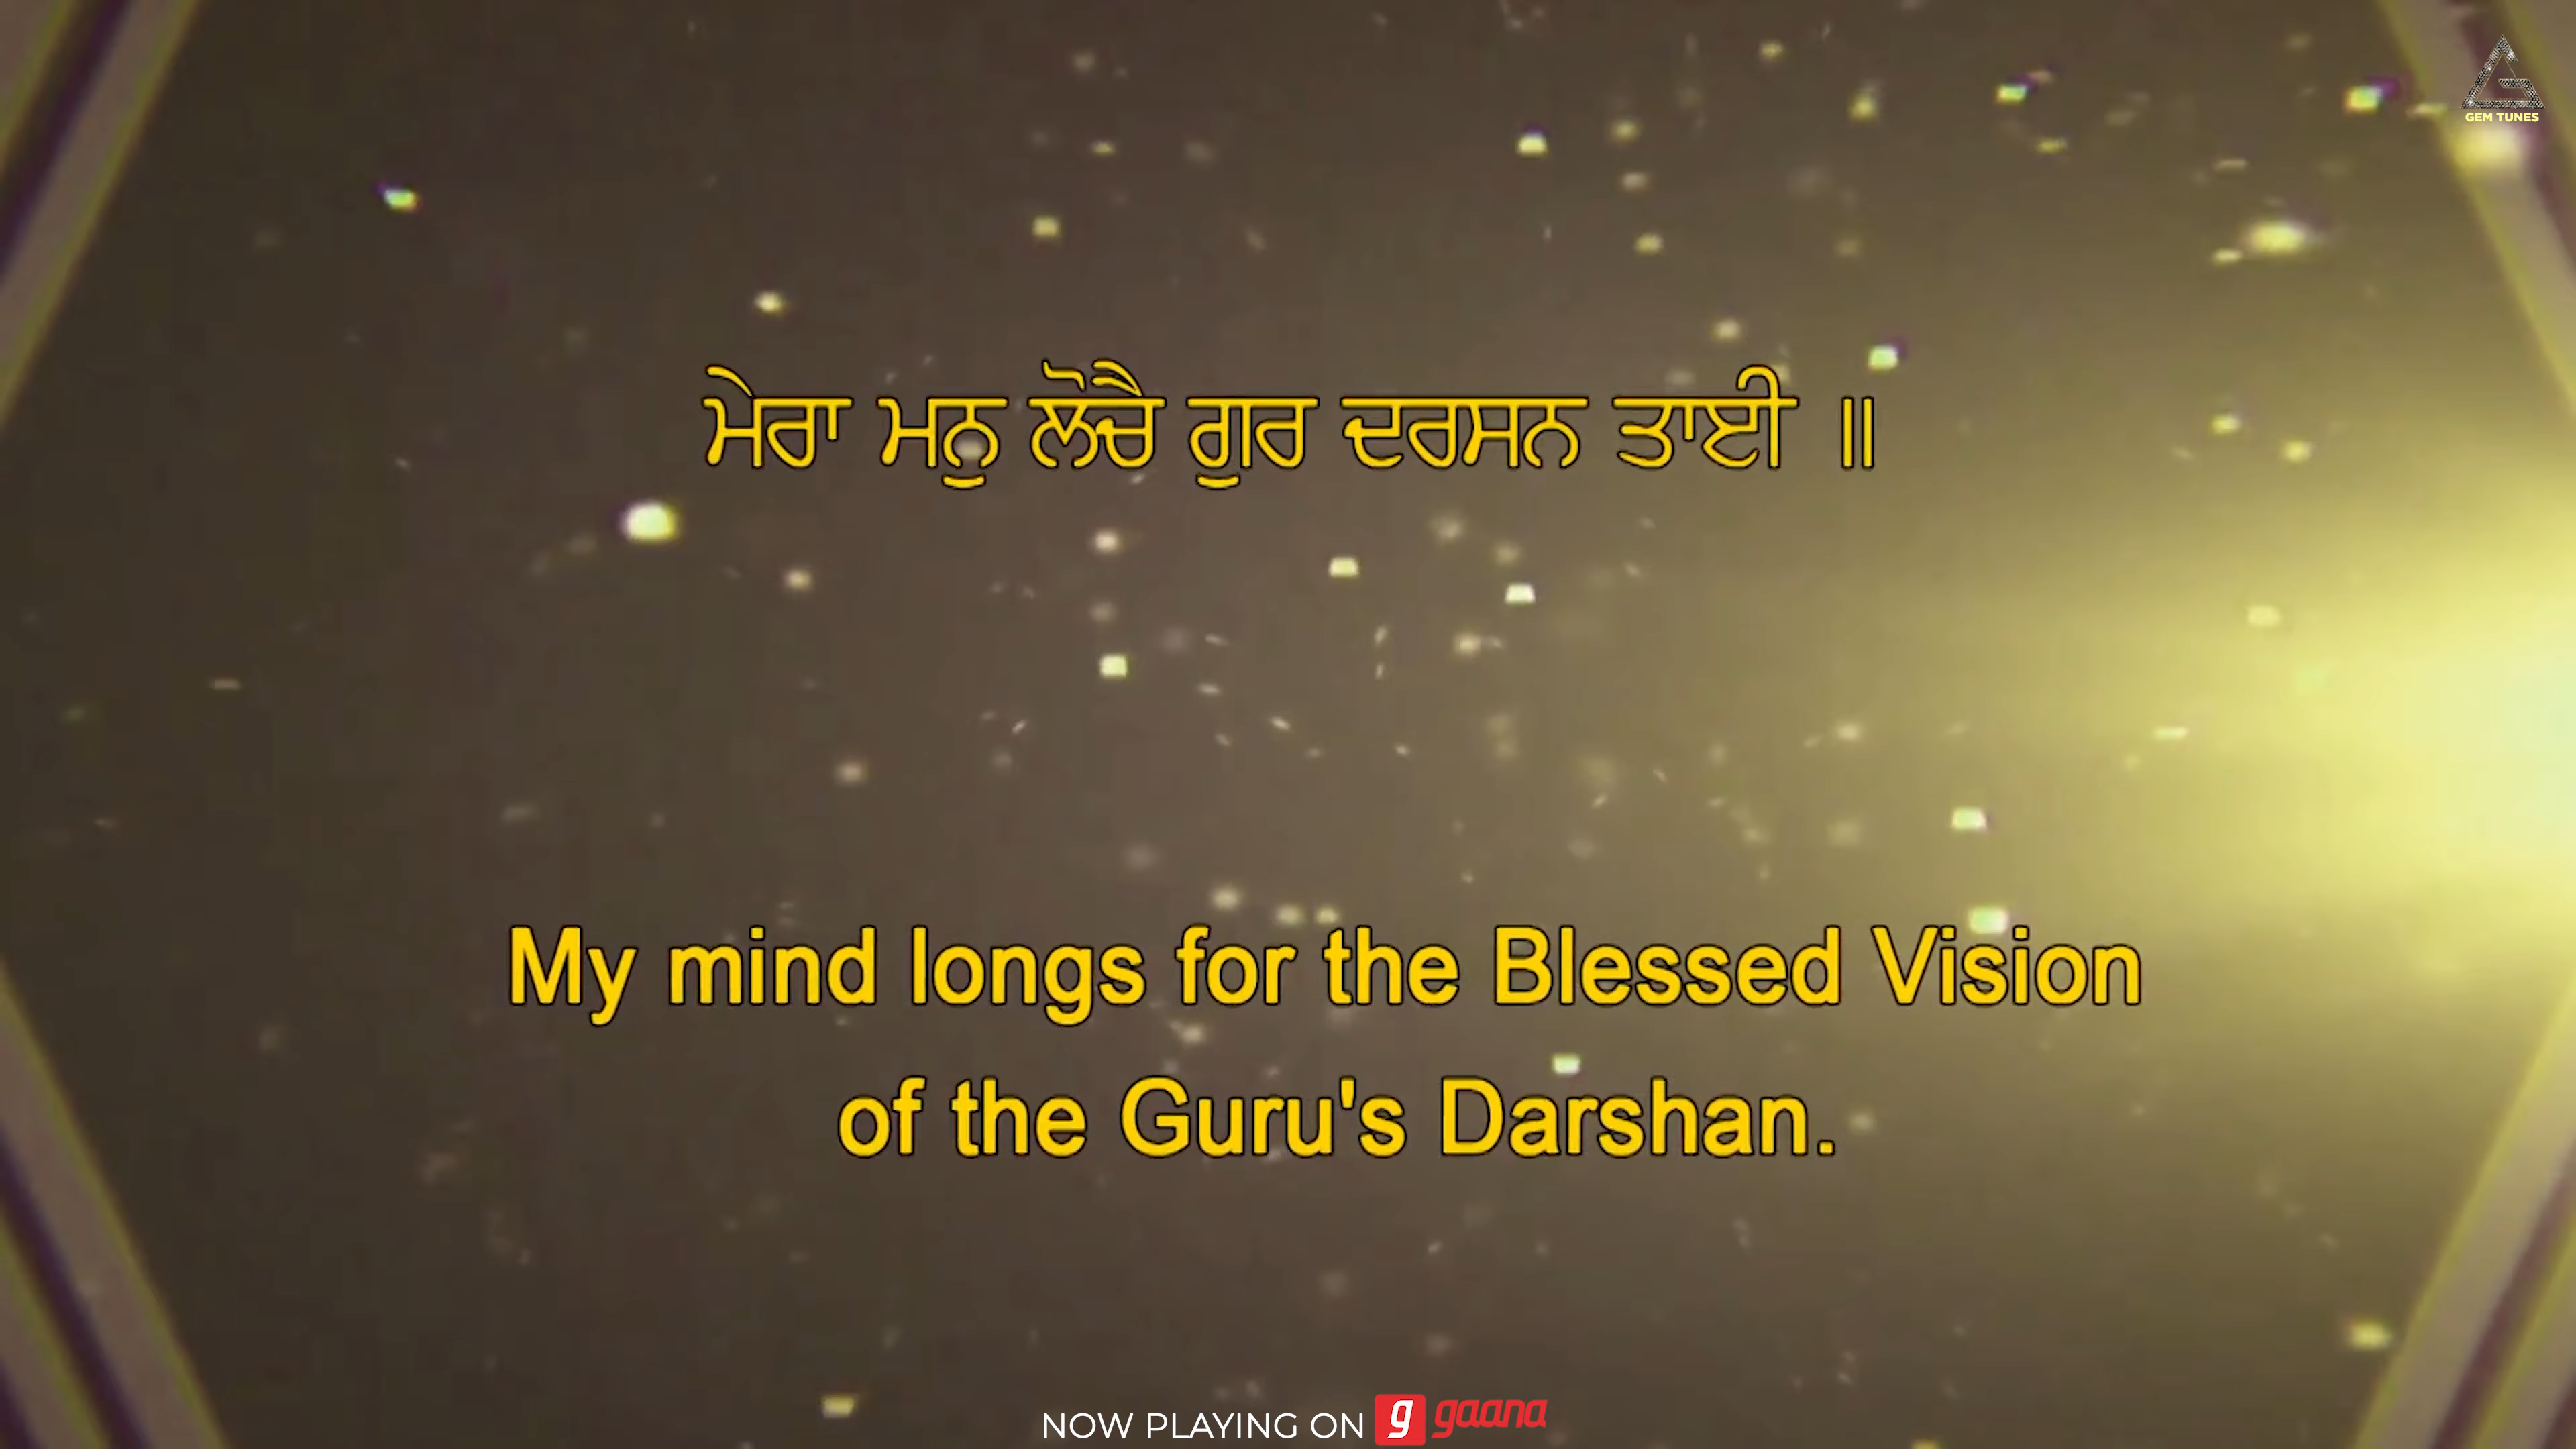 GEM TUNES
ਮੇਰਾ ਮਨੁ ਲੋਚੈ ਗੁਰ ਦਰਸਨ ਤਾਈ ॥
My mind longs for the Blessed Vision
of the Guru's Darshan.
NOW PLAYING ON g gaana